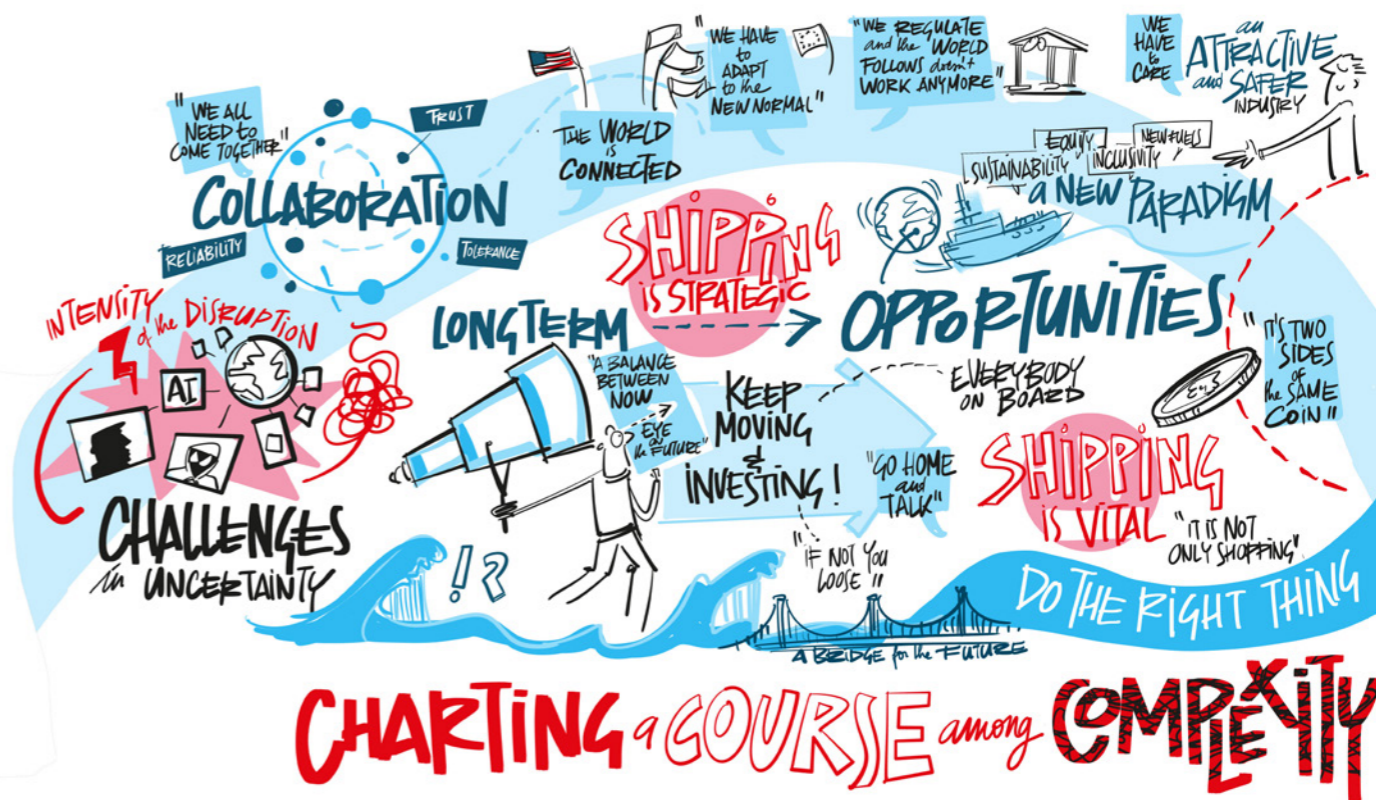 "WE ALL
NEED to
COME TOGETHER"
TRUST
COLLABORATION
RELIABILITY
TOLERANCE
THE WORLD
is
CONNECTED
"WE HAVE
to
ADAPT
to the
NEW NORMAL"
"WE REGULATE
and the WORLD
FOLLOWS doesn't
WORK ANYMORE"
WE
HAVE
to
CARE
an
ATTRACTIVE
and SAFER
INDUSTRY
EQUITY
NEW FUELS
SUSTAINABILITY
INCLUSIVITY
a NEW PARADIGM
SHIPPING
IS STRATEGIC
INTENSITY
of the DISRUPTION
AI
CHALLENGES
in UNCERTAINTY
LONG TERM
OPPORTUNITIES
"A BALANCE
BETWEEN
NOW
EYE
on
the FUTURE"
KEEP
MOVING
&
INVESTING!
EVERYBODY
ON BOARD
"IT'S TWO
SIDES
OF
the SAME
COIN"
"GO HOME
and
TALK"
SHIPPING
IS VITAL
"IT IS NOT
ONLY SHOPPING"
!?
"IF NOT YOU
LOOSE"
A BRIDGE for the FUTURE
DO THE RIGHT THING
CHARTING a COURSE among COMPLEXITY